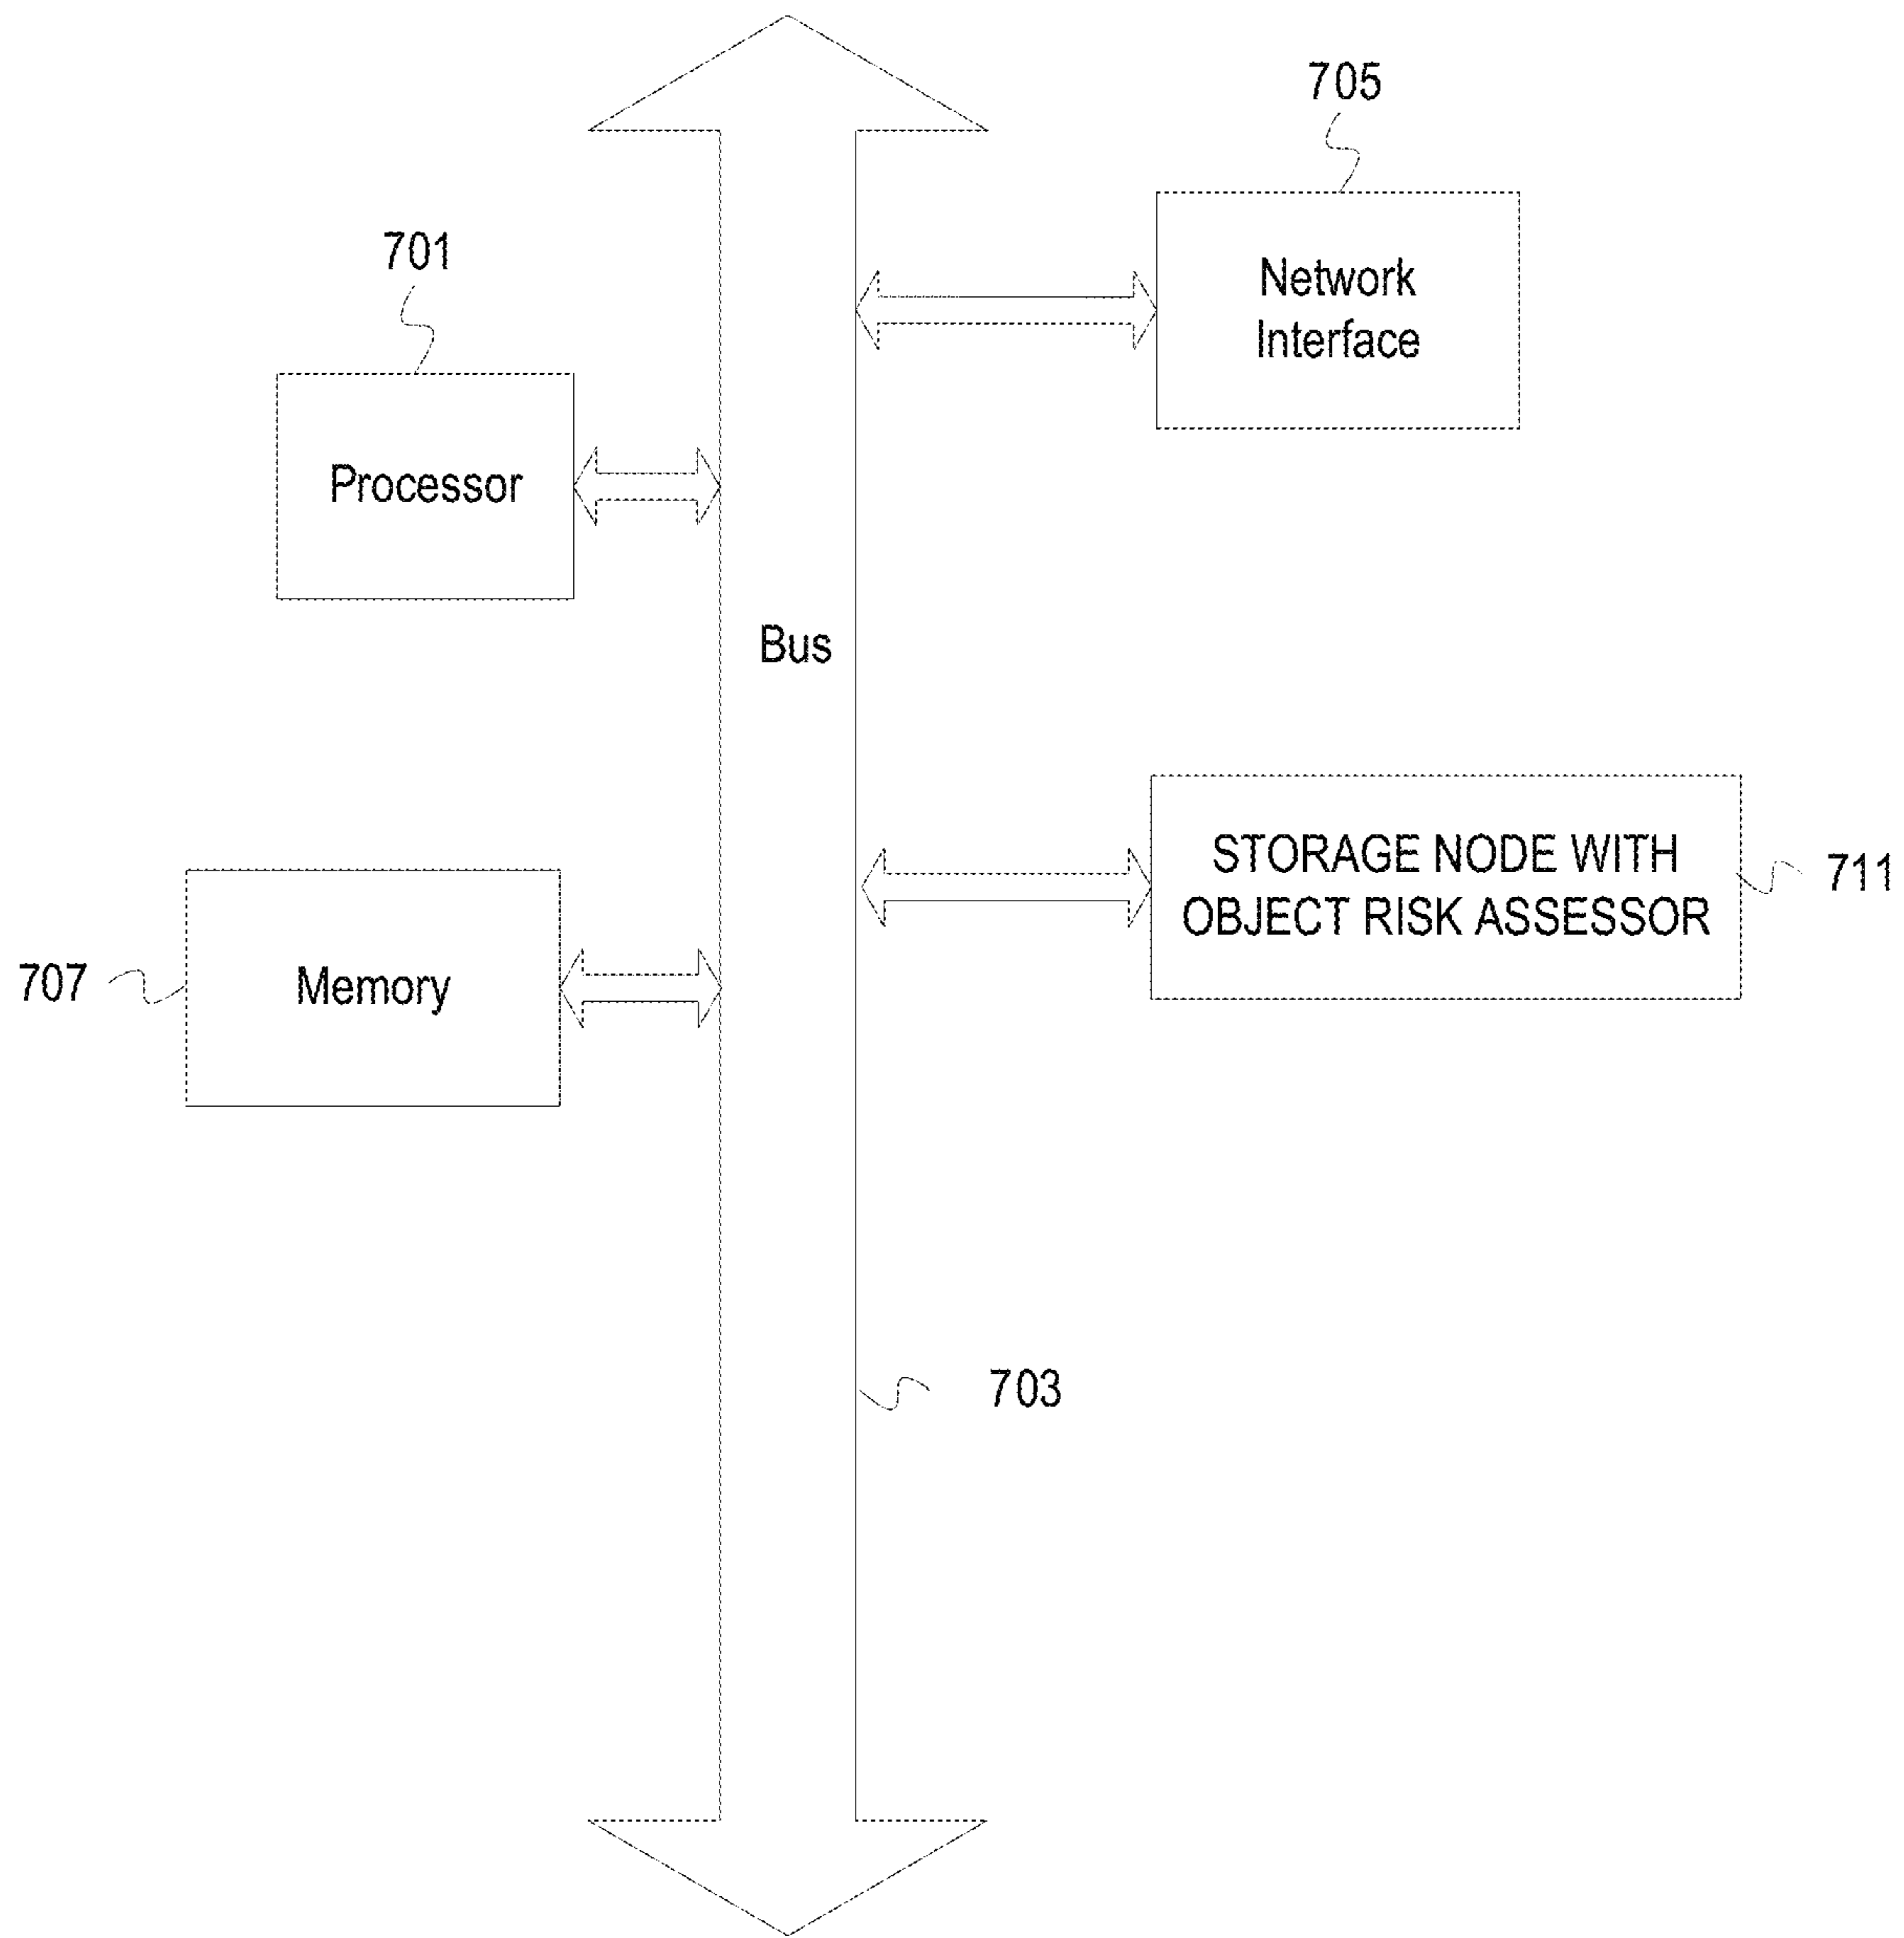 705
701
Network
Interface
Processor
Bus
STORAGE NODE WITH
OBJECT RISK ASSESSOR
711
707
Memory
703